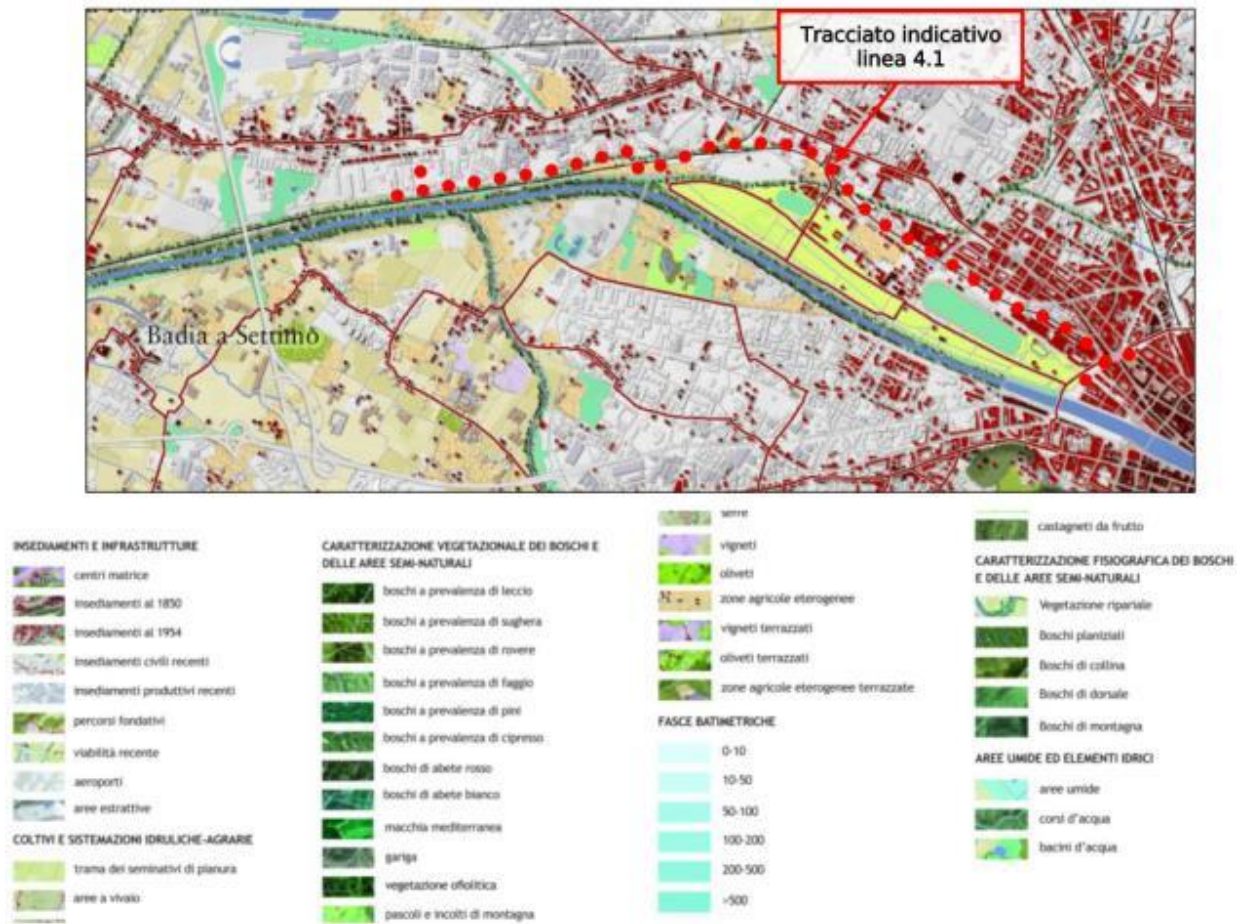 Tracciato indicativo
linea 4.1
Badia a Settimo
INSEDIAMENTI E INFRASTRUTTURE
centri matrice
insediamenti al 1850
insediamenti al 1954
insediamenti civili recenti
insediamenti produttivi recenti
percorsi fondativi
viabilità recente
aeroporti
aree estrattive
COLTIVI E SISTEMAZIONI IDRULICHE-AGRARIE
trama dei seminativi di pianura
aree a vivaio
CARATTERIZZAZIONE VEGETAZIONALE DEI BOSCHI E
DELLE AREE SEMI-NATURALI
boschi a prevalenza di leccio
boschi a prevalenza di sughera
boschi a prevalenza di rovere
boschi a prevalenza di faggio
boschi a prevalenza di pini
boschi a prevalenza di cipresso
boschi di abete rosso
boschi di abete bianco
macchia mediterranea
gariga
vegetazione ofiolitica
pascoli e incolti di montagna
serre
vigneti
oliveti
zone agricole eterogenee
vigneti terrazzati
oliveti terrazzati
zone agricole eterogenee terrazzate
FASCE BATIMETRICHE
0-10
10-50
50-100
100-200
200-500
>500
castagneti da frutto
CARATTERIZZAZIONE FISIOGRAFICA DEI BOSCHI
E DELLE AREE SEMI-NATURALI
Vegetazione ripariale
Boschi planiziali
Boschi di collina
Boschi di dorsale
Boschi di montagna
AREE UMIDE ED ELEMENTI IDRICI
aree umide
corsi d'acqua
bacini d'acqua